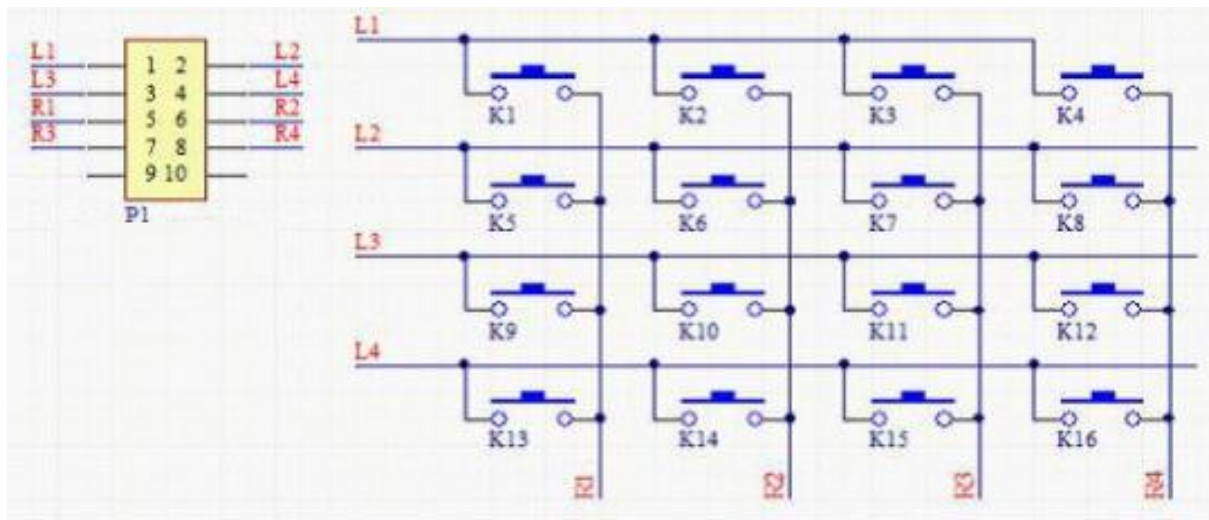 L1 1 2 L2
L3 3 4 L4
R1 5 6 R2
R3 7 8 R4
9 10
P1
L1
K1 K2 K3 K4
L2
K5 K6 K7 K8
L3
K9 K10 K11 K12
L4
K13 K14 K15 K16
R1 R2 R3 R4